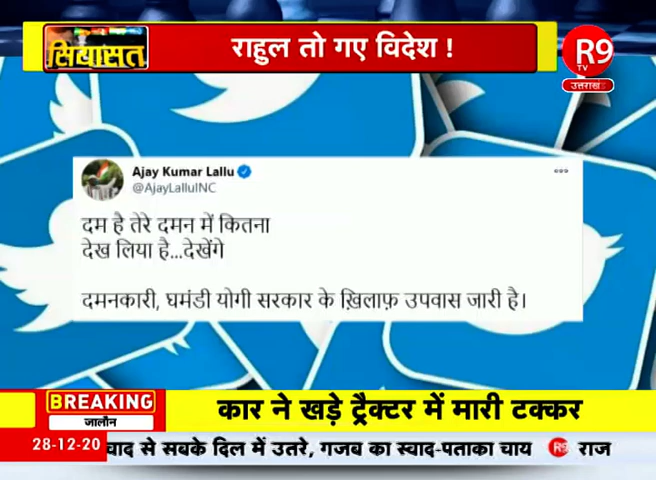 सियासत
राहुल तो गए विदेश !
R9
TV
उत्तराखंड
Ajay Kumar Lallu
@AjayLalluINC
दम है तेरे दमन में कितना
देख लिया है...देखेंगे
दमनकारी, घमंडी योगी सरकार के ख़िलाफ़ उपवास जारी है।
BREAKING
जालौन
कार ने खड़े ट्रैक्टर में मारी टक्कर
28-12-20
से सबके दिल में उतरे, गजब का स्वाद-पताका चाय R9 राज